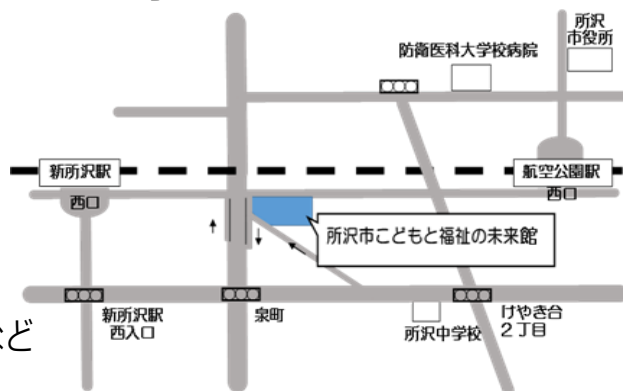 所沢
市役所
防衛医科大学校病院
新所沢駅
航空公園駅
西口
西口
所沢市こどもと福祉の未来館
新所沢駅
西入口
泉町
所沢中学校
けやき台
2丁目
など